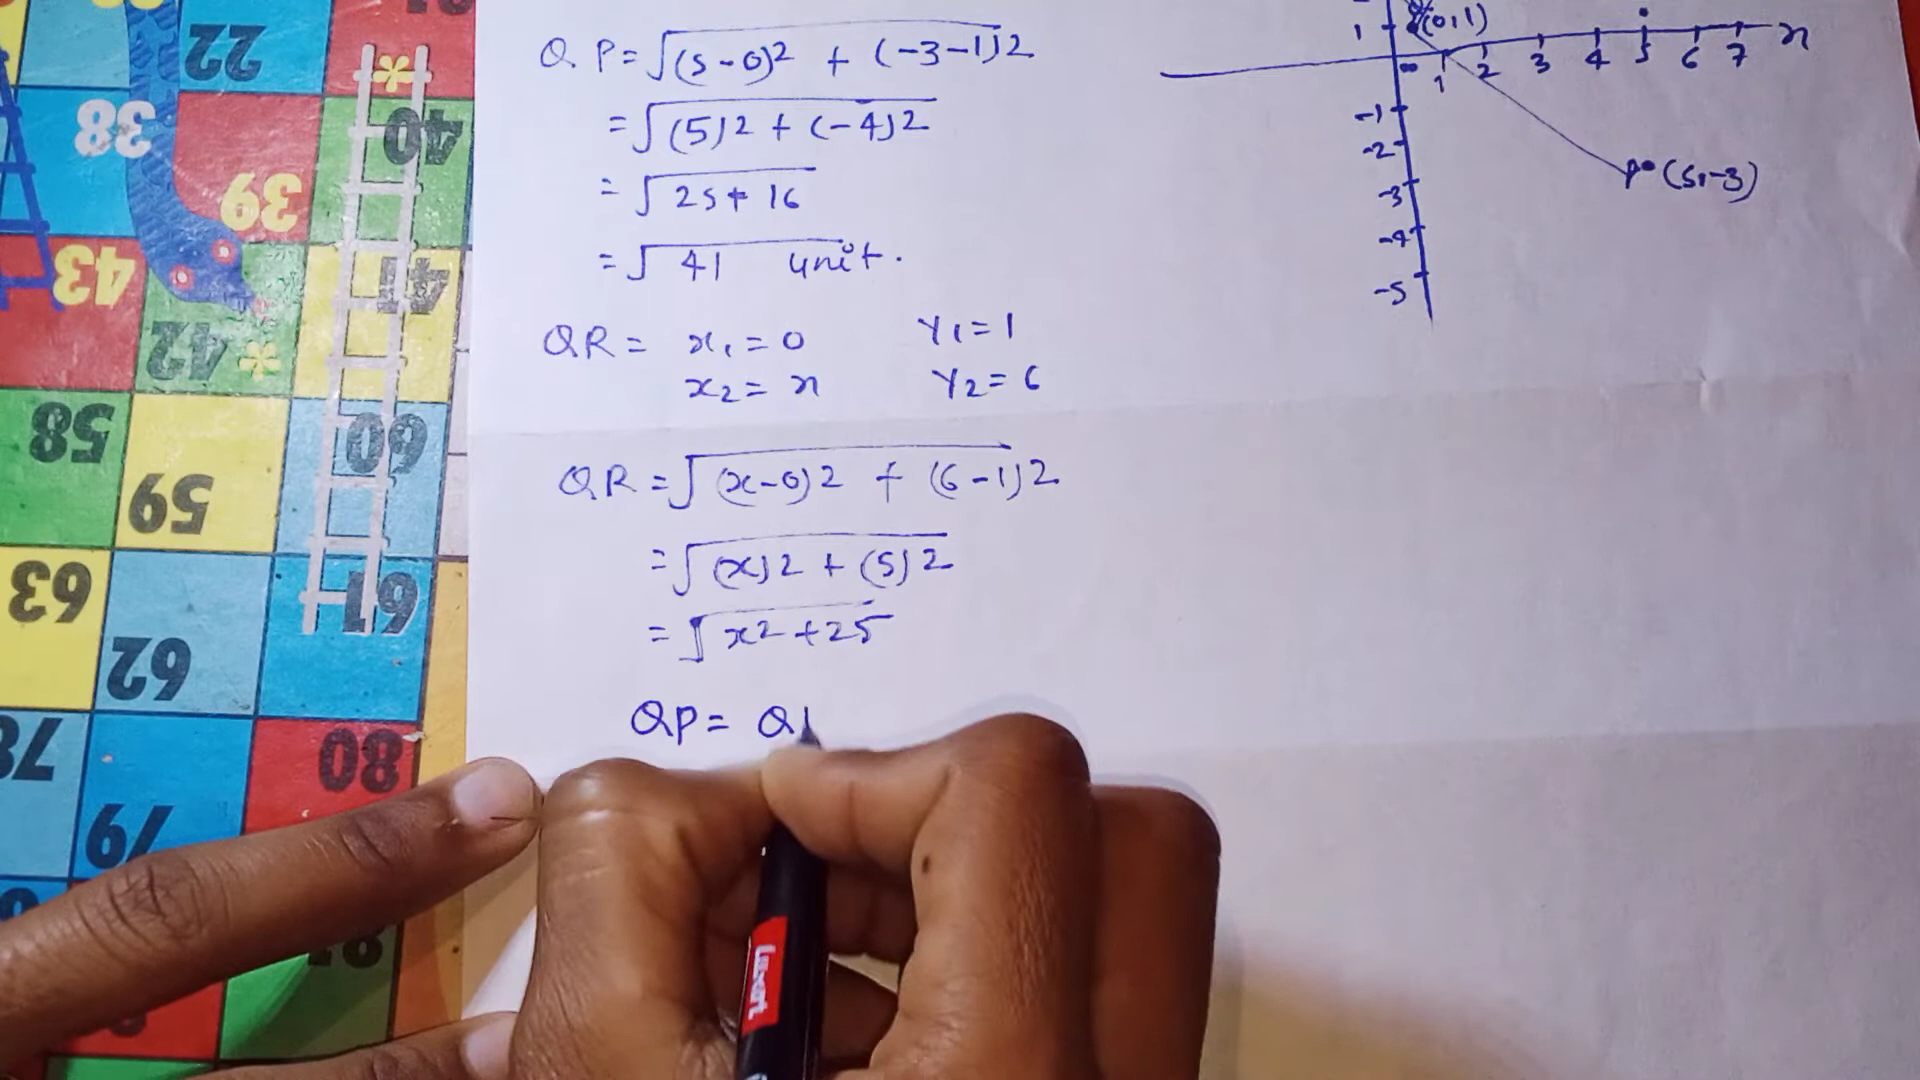 Q P = √(5-0)2 + (-3-1)2
= √(5)2 + (-4)2
= √25+16
= √41 unit.
QR = x1 = 0 Y1 = 1
x2 = x Y2 = 6
QR = √(x-0)2 + (6-1)2
= √(x)2 + (5)2
= √x2 + 25
QP = Q
1 (0,1)
1 2 3 4 5 6 7 x
-1
-2
-3
-4
-5
P (5,-3)
22
38 40
39
43 41
42
58 60
59
63 61
62
78 80
79
Luxor